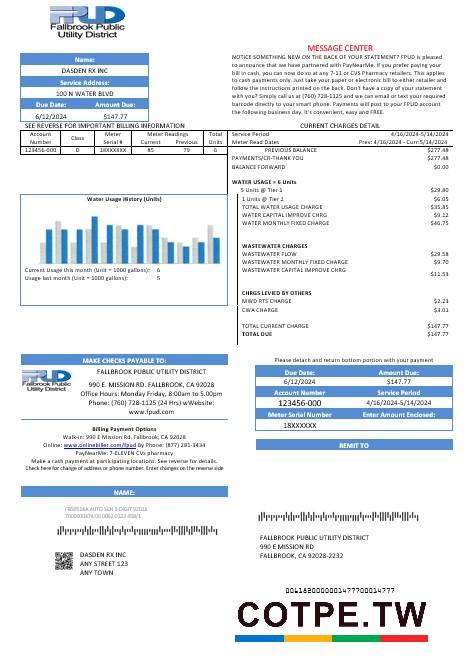 FPUD
Fallbrook Public
Utility District
Name:
DASDEN RX INC
Service Address:
100 N WATER BLVD
Due Date: Amount Due:
6/12/2024 $147.77
SEE REVERSE FOR IMPORTANT BILLING INFORMATION
Account Number Class Meter Serial # Meter Readings Current Previous Total Units
123456-000 D 18XXXXXX 85 79 6
Water Usage History (Units)
Current Usage this month (Unit = 1000 gallons): 6
Usage last month (Unit = 1000 gallons): 5
MESSAGE CENTER
NOTICE SOMETHING NEW ON THE BACK OF YOUR STATEMENT? FPUD is
pleased to announce that we have partnered with PayNearMe. If you prefer paying your
bill in cash, you can now do so at any 7-11 or CVS Pharmacy retailers. This applies
to cash payments only. Just take your paper or electronic bill to either retailer and
follow the instructions printed on the back. Don't have a copy of your statement
with you? Simply call us at (760) 728-1125 and we can email or text your required
barcode directly to your smart phone. Payments will post to your FPUD account
the following business day. It's convenient, easy and FREE.
CURRENT CHARGES DETAIL
Service Period 4/16/2024-5/14/2024
Meter Read Dates Prev: 4/16/2024 - Curr:5/14/2024
PREVIOUS BALANCE $277.48
PAYMENTS/CR-THANK YOU $277.48
BALANCE FORWARD $0.00
WATER USAGE = 6 Units
5 Units @ Tier 1 $29.80
1 Units @ Tier 2 $6.05
TOTAL WATER USAGE CHARGE $35.85
WATER CAPITAL IMPROVE CHRG $9.12
WATER MONTHLY FIXED CHARGE $46.75
WASTEWATER CHARGES
WASTEWATER FLOW $29.58
WASTEWATER MONTHLY FIXED CHARGE $9.70
WASTEWATER CAPITAL IMPROVE CHRG $11.53
CHRGS LEVIED BY OTHERS
MWD RTS CHARGE $2.23
CWA CHARGE $3.01
TOTAL CURRENT CHARGE $147.77
TOTAL DUE $147.77
MAKE CHECKS PAYABLE TO:
FPUD
Fallbrook Public
Utility District
FALLBROOK PUBLIC UTILITY DISTRICT
990 E. MISSION RD. FALLBROOK, CA 92028
Office Hours: Monday Friday, 8:00am to 5.00pm
Phone: (760) 728-1125 (24 Hrs) wWebsite:
www.fpud.com
Billing Payment Options
Walk-in: 990 E Mission Rd. Fallbrook, CA 92028
Online: www.onlinebiller.com/fpud By Phone: (877) 281-3434
PayNearMe: 7-ELEVEN CVs pharmacy
Make a cash payment at participating locations. See reverse for details.
Check here for change of address or phone number. Enter changes on the reverse side
Please detach and return bottom portion with your payment
Due Date: Amount Due:
6/12/2024 $147.77
Account Number Service Period
123456-000 4/16/2024-5/14/2024
Meter Serial Number Enter Amount Enclosed:
18XXXXXX
REMIT TO
NAME:
DASDEN RX INC
ANY STREET 123
ANY TOWN
FALLBROOK PUBLIC UTILITY DISTRICT
990 E MISSION RD
FALLBROOK, CA 92028-2232
COTPE.TW